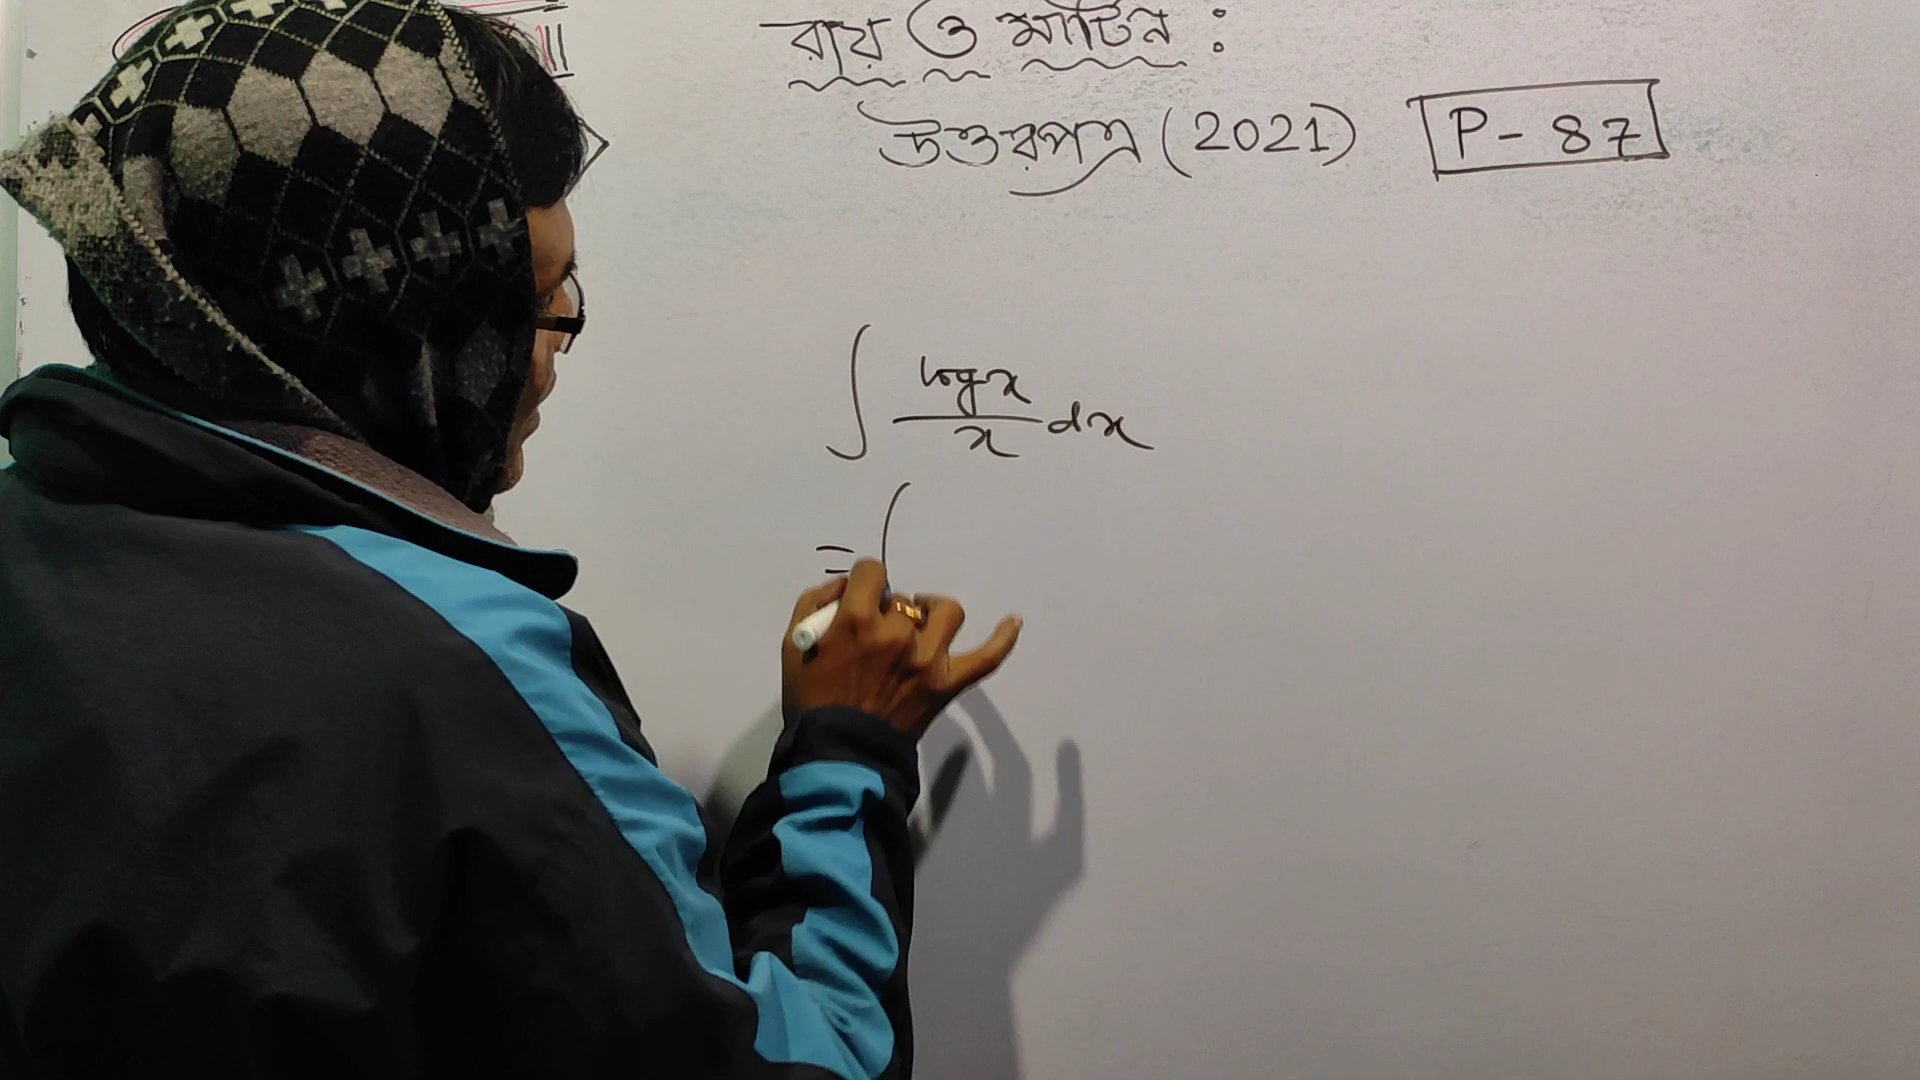 রায় ও মার্টিন :
উত্তরপত্র (2021) P - 87
∫ log x / x dx
= ∫